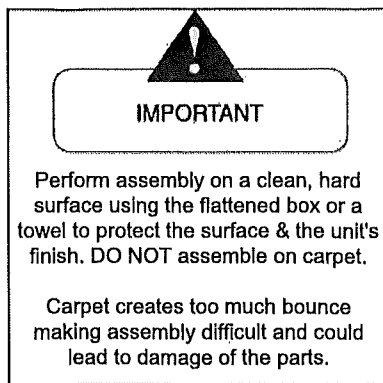 IMPORTANT
Perform assembly on a clean, hard
surface using the flattened box or a
towel to protect the surface & the unit's
finish. DO NOT assemble on carpet.
Carpet creates too much bounce
making assembly difficult and could
lead to damage of the parts.